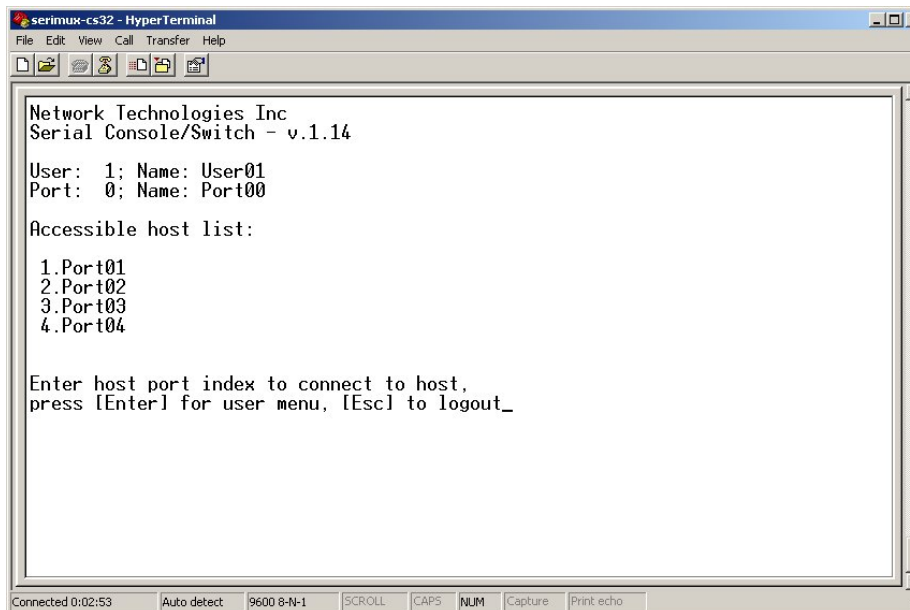 serimux-cs32 - HyperTerminal
File Edit View Call Transfer Help
Network Technologies Inc
Serial Console/Switch - v.1.14
User: 1; Name: User01
Port: 0; Name: Port00
Accessible host list:
1.Port01
2.Port02
3.Port03
4.Port04
Enter host port index to connect to host,
press [Enter] for user menu, [Esc] to logout_
Connected 0:02:53 Auto detect 9600 8-N-1 SCROLL CAPS NUM Capture Print echo